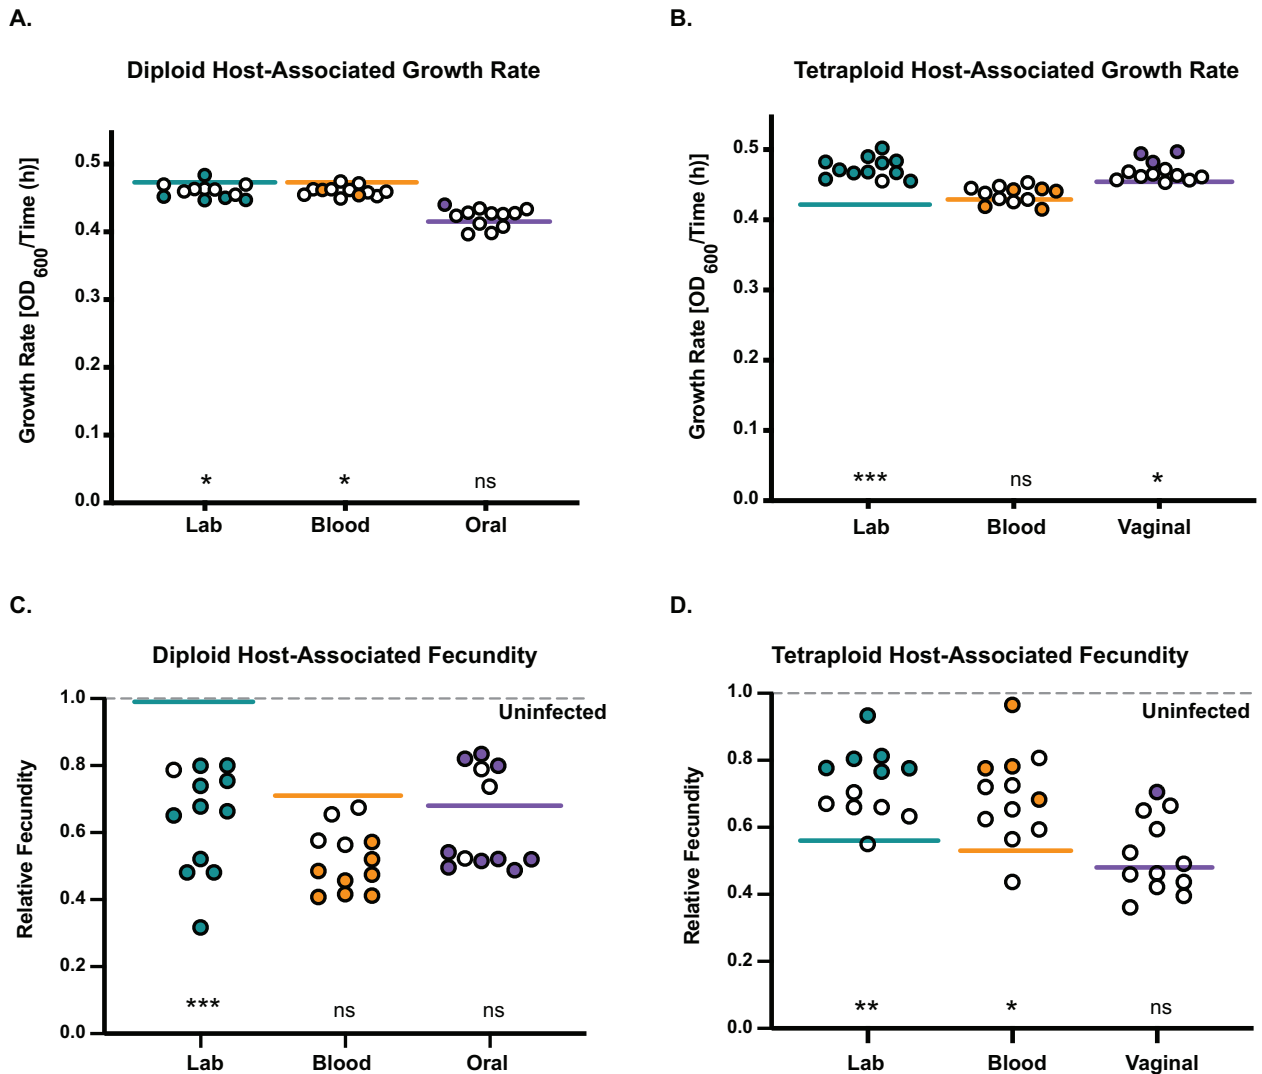 A.
Diploid Host-Associated Growth Rate
Growth Rate [OD600/Time (h)]
0.5
0.4
0.3
0.2
0.1
0.0
* * ns
Lab Blood Oral
B.
Tetraploid Host-Associated Growth Rate
Growth Rate [OD600/Time (h)]
0.5
0.4
0.3
0.2
0.1
0.0
*** ns *
Lab Blood Vaginal
C.
Diploid Host-Associated Fecundity
Relative Fecundity
1.0
Uninfected
0.8
0.6
0.4
0.2
0.0
*** ns ns
Lab Blood Oral
D.
Tetraploid Host-Associated Fecundity
Relative Fecundity
1.0
Uninfected
0.8
0.6
0.4
0.2
0.0
** * ns
Lab Blood Vaginal